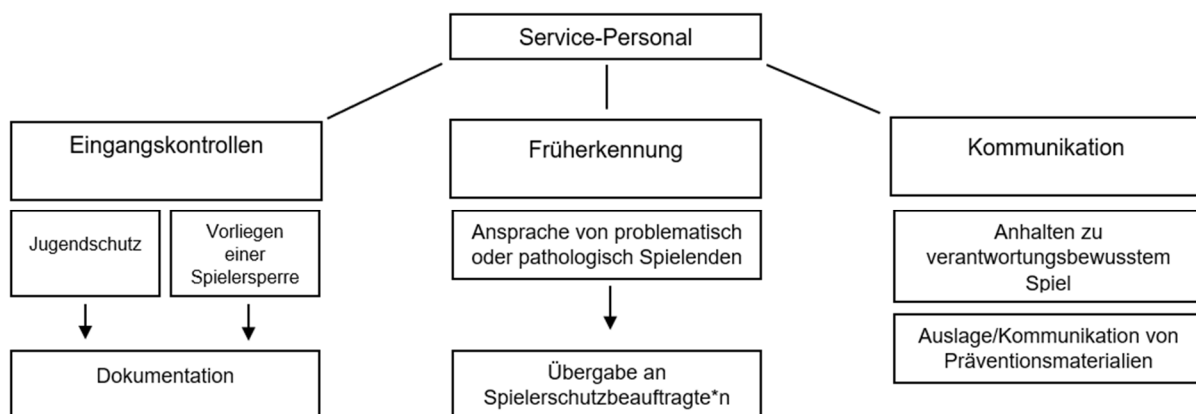 Service-Personal
Eingangskontrollen
Früherkennung
Kommunikation
Jugendschutz
Vorliegen
einer
Spielersperre
Ansprache von problematisch
oder pathologisch Spielenden
Anhalten zu
verantwortungsbewusstem
Spiel
Dokumentation
Übergabe an
Spielerschutzbeauftragte*n
Auslage/Kommunikation von
Präventionsmaterialien